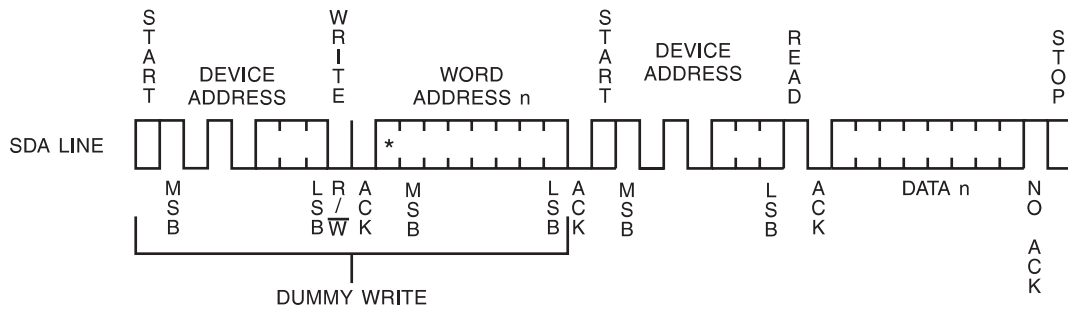 START
WRITE
START
READ
STOP
DEVICE
ADDRESS
WORD
ADDRESS n
DEVICE
ADDRESS
SDA LINE
*
MSB
LSB
R/W
ACK
MSB
LSB
ACK
MSB
LSB
ACK
DATA n
NO ACK
DUMMY WRITE